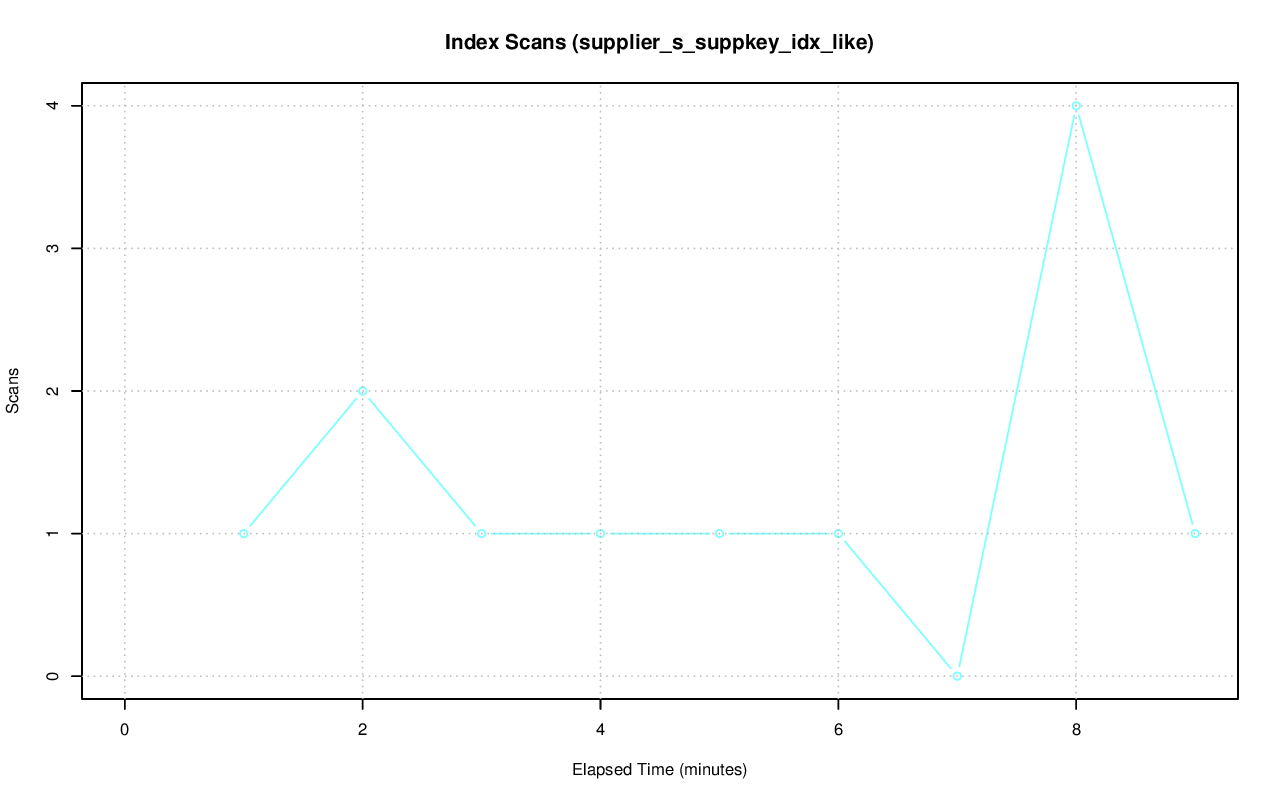 Index Scans (supplier_s_suppkey_idx_like)
4
3
2
1
0
Scans
0 2 4 6 8
Elapsed Time (minutes)